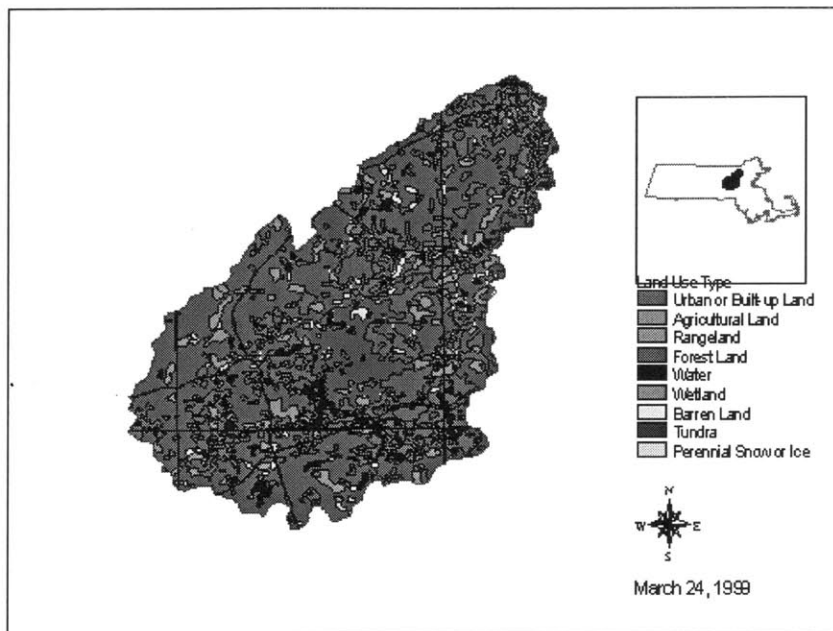 Land Use Type
Urban or Built-up Land
Agricultural Land
Rangeland
Forest Land
Water
Wetland
Barren Land
Tundra
Perennial Snow or Ice
N
W E
S
March 24, 1999